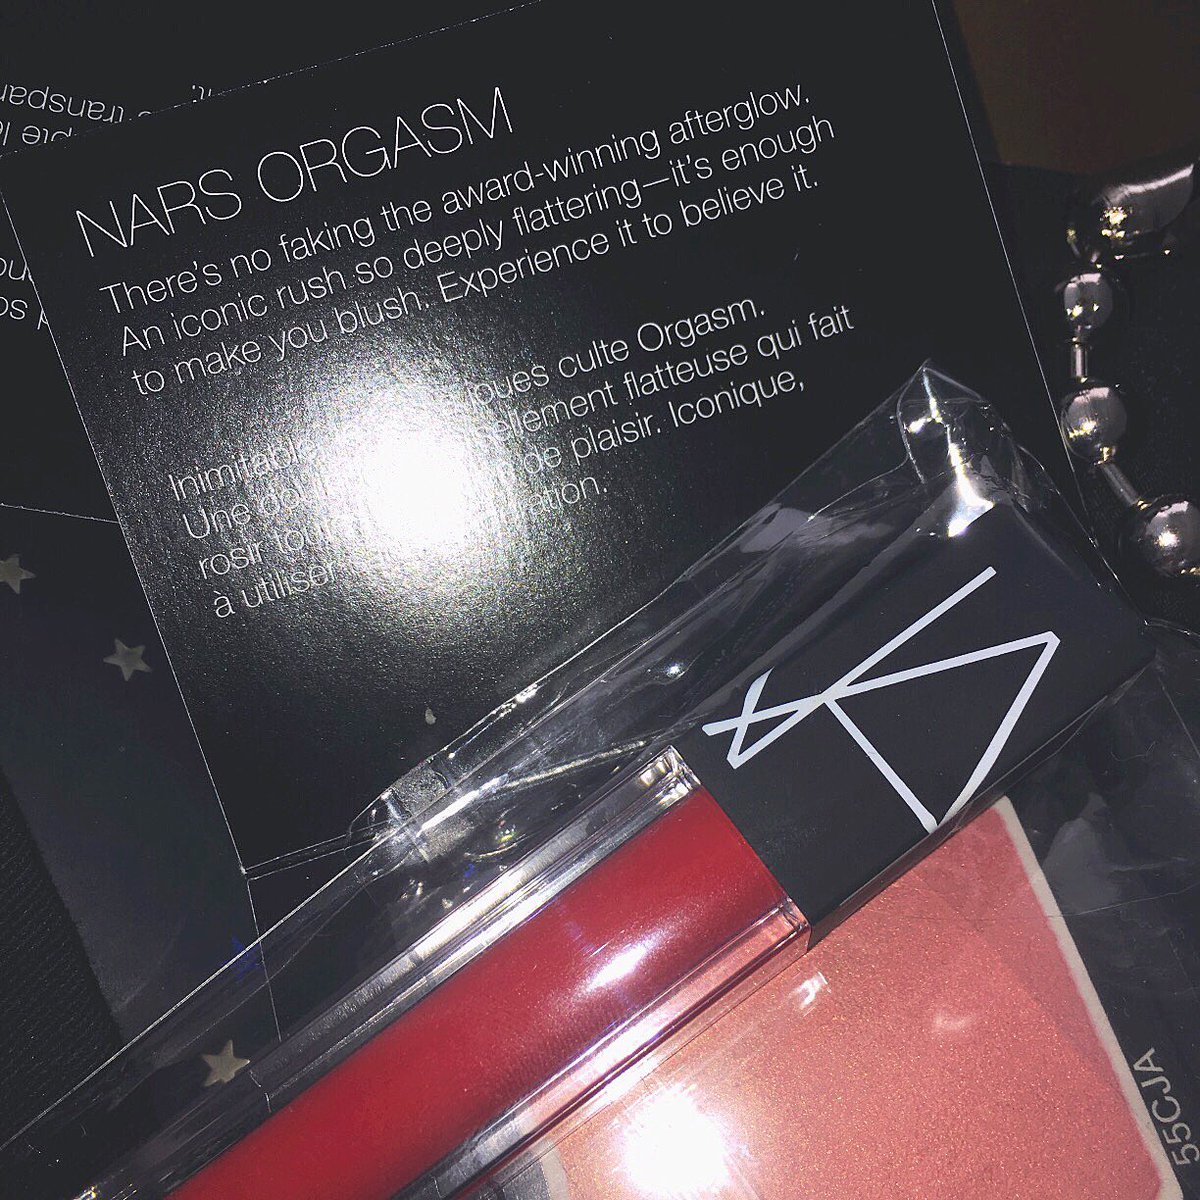 NARS ORGASM
There's no faking the award-winning afterglow.
An iconic rush so deeply flattering—it's enough
to make you blush. Experience it to believe it.
joues culte Orgasm.
Une flatteuse qui fait
rosir de plaisir. Iconique,
à utiliser
55CJA